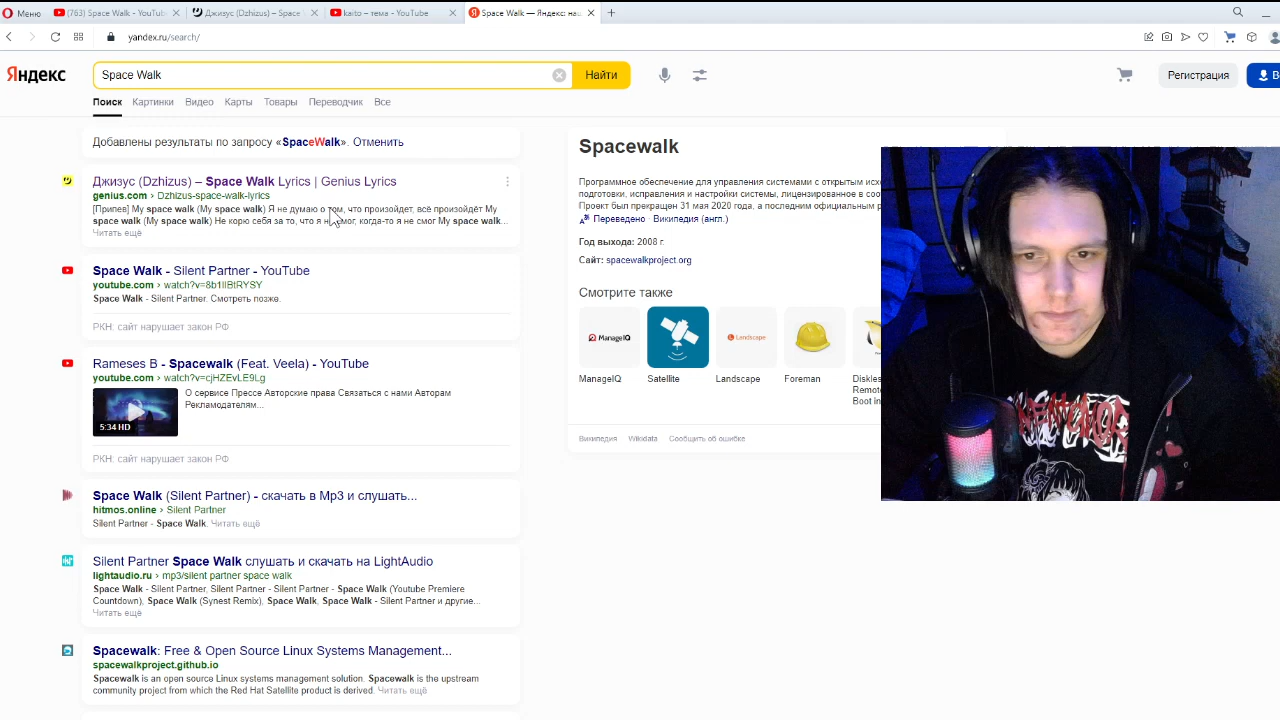 Меню
(763) Space Walk - YouTub
Джизус (Dzhizus) – Space
kaito – тема - YouTube
Space Walk — Яндекс: наш
yandex.ru/search/
Яндекс
Space Walk
Найти
Регистрация
В
Поиск
Картинки
Видео
Карты
Товары
Переводчик
Все
Добавлены результаты по запросу «SpaceWalk». Отменить
Джизус (Dzhizus) – Space Walk Lyrics | Genius Lyrics
genius.com › Dzhizus-space-walk-lyrics
[Припев] My space walk (My space walk) Я не думаю о том, что произойдет, всё произойдёт My
space walk (My space walk) Не корю себя за то, что я не мог, когда-то я не смог My space walk...
Читать ещё
Space Walk - Silent Partner - YouTube
youtube.com › watch?v=8b1IIBtRYSY
Space Walk - Silent Partner. Смотреть позже.
РКН: сайт нарушает закон РФ
Rameses B - Spacewalk (Feat. Veela) - YouTube
youtube.com › watch?v=cjHZEvLE9Lg
О сервисе Прессе Авторские права Связаться с нами Авторам
Рекламодателям...
5:34 HD
РКН: сайт нарушает закон РФ
Space Walk (Silent Partner) - скачать в Mp3 и слушать...
hitmos.online › Silent Partner
Silent Partner - Space Walk. Читать ещё
Silent Partner Space Walk слушать и скачать на LightAudio
lightaudio.ru › mp3/silent partner space walk
Space Walk - Silent Partner, Silent Partner - Silent Partner - Space Walk (Youtube Premiere
Countdown), Space Walk (Synest Remix), Space Walk, Space Walk - Silent Partner и другие...
Читать ещё
Spacewalk: Free & Open Source Linux Systems Management...
spacewalkproject.github.io
Spacewalk is an open source Linux systems management solution. Spacewalk is the upstream
community project from which the Red Hat Satellite product is derived. Читать ещё
Spacewalk
Программное обеспечение для управления системами с открытым исх
подготовки, исправления и настройки системы, лицензированное в соо
Проект был прекращен 31 мая 2020 года, а последним официальным р
Переведено · Википедия (англ.)
Год выхода: 2008 г.
Сайт: spacewalkproject.org
Смотрите также
ManageIQ
Landscape
ManageIQ
Satellite
Landscape
Foreman
Diskles
Remote
Boot in
Википедия
Wikidata
Сообщить об ошибке